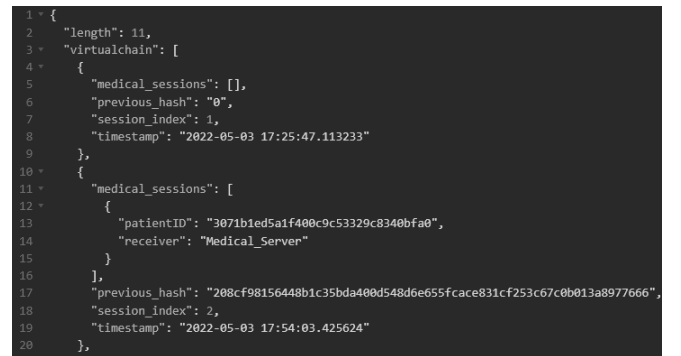 1 {
2 "length": 11,
3 "virtualchain": [
4 {
5 "medical_sessions": [],
6 "previous_hash": "0",
7 "session_index": 1,
8 "timestamp": "2022-05-03 17:25:47.113233"
9 },
10 {
11 "medical_sessions": [
12 {
13 "patientID": "3071b1ed5a1f400c9c53329c8340bfa0",
14 "receiver": "Medical_Server"
15 }
16 ],
17 "previous_hash": "208cf98156448b1c35bda400d548d6e655fcace831cf253c67c0b013a8977666",
18 "session_index": 2,
19 "timestamp": "2022-05-03 17:54:03.425624"
20 },